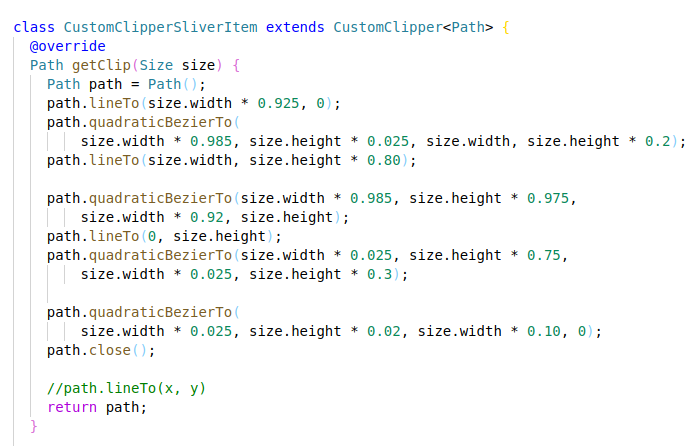 class CustomClipperSliverItem extends CustomClipper<Path> {
  @override
  Path getClip(Size size) {
    Path path = Path();
    path.lineTo(size.width * 0.925, 0);
    path.quadraticBezierTo(
        size.width * 0.985, size.height * 0.025, size.width, size.height * 0.2);
    path.lineTo(size.width, size.height * 0.80);

    path.quadraticBezierTo(size.width * 0.985, size.height * 0.975,
        size.width * 0.92, size.height);
    path.lineTo(0, size.height);
    path.quadraticBezierTo(size.width * 0.025, size.height * 0.75,
        size.width * 0.025, size.height * 0.3);

    path.quadraticBezierTo(
        size.width * 0.025, size.height * 0.02, size.width * 0.10, 0);
    path.close();

    //path.lineTo(x, y)
    return path;
  }